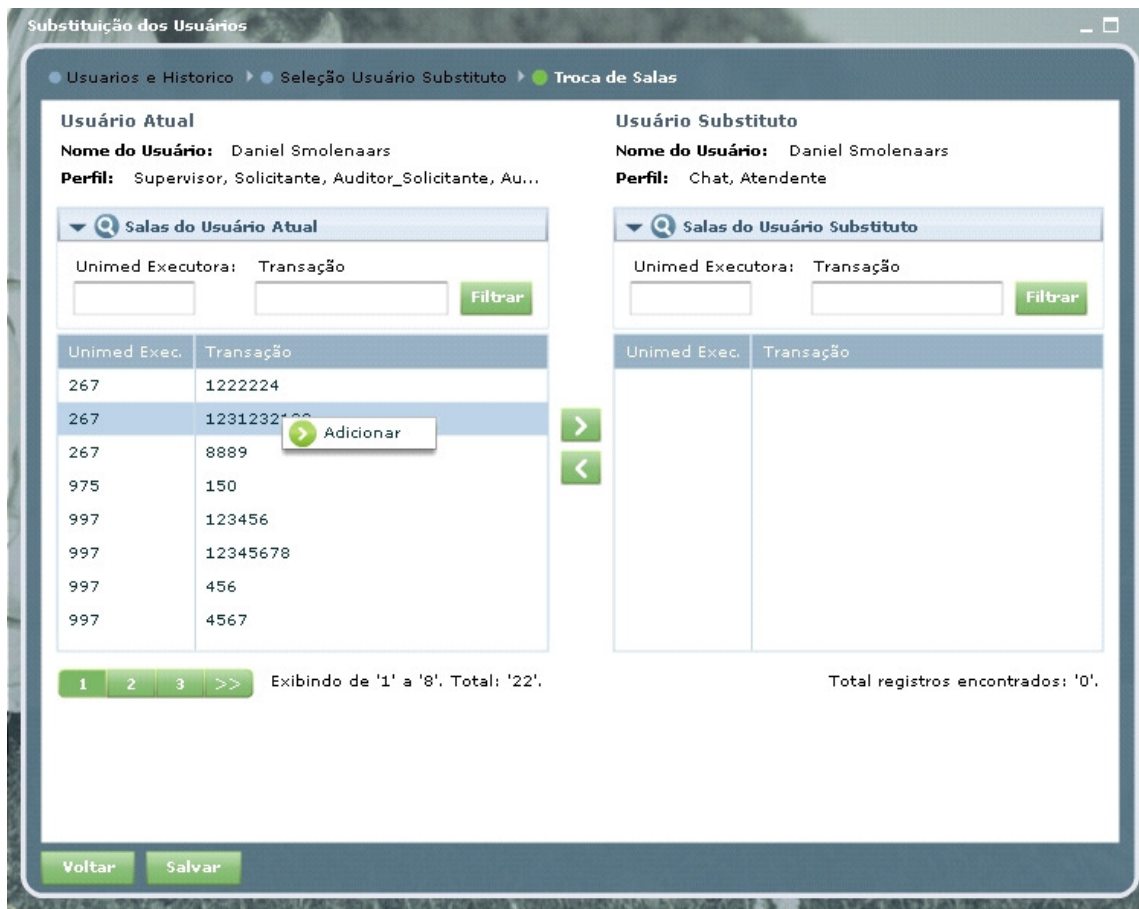 Substituição dos Usuários
Usuarios e Historico Seleção Usuário Substituto Troca de Salas
Usuário Atual
Nome do Usuário: Daniel Smolenaars
Perfil: Supervisor, Solicitante, Auditor_Solicitante, Au...
Salas do Usuário Atual
Unimed Executora: Transação
Filtrar
Unimed Exec. Transação
267 1222224
267
Adicionar
267 8889
975 150
997 123456
997 12345678
997 456
997 4567
1 2 3 >> Exibindo de '1' a '8'. Total: '22'.
Usuário Substituto
Nome do Usuário: Daniel Smolenaars
Perfil: Chat, Atendente
Salas do Usuário Substituto
Unimed Executora: Transação
Filtrar
Unimed Exec. Transação
Total registros encontrados: '0'.
Voltar Salvar